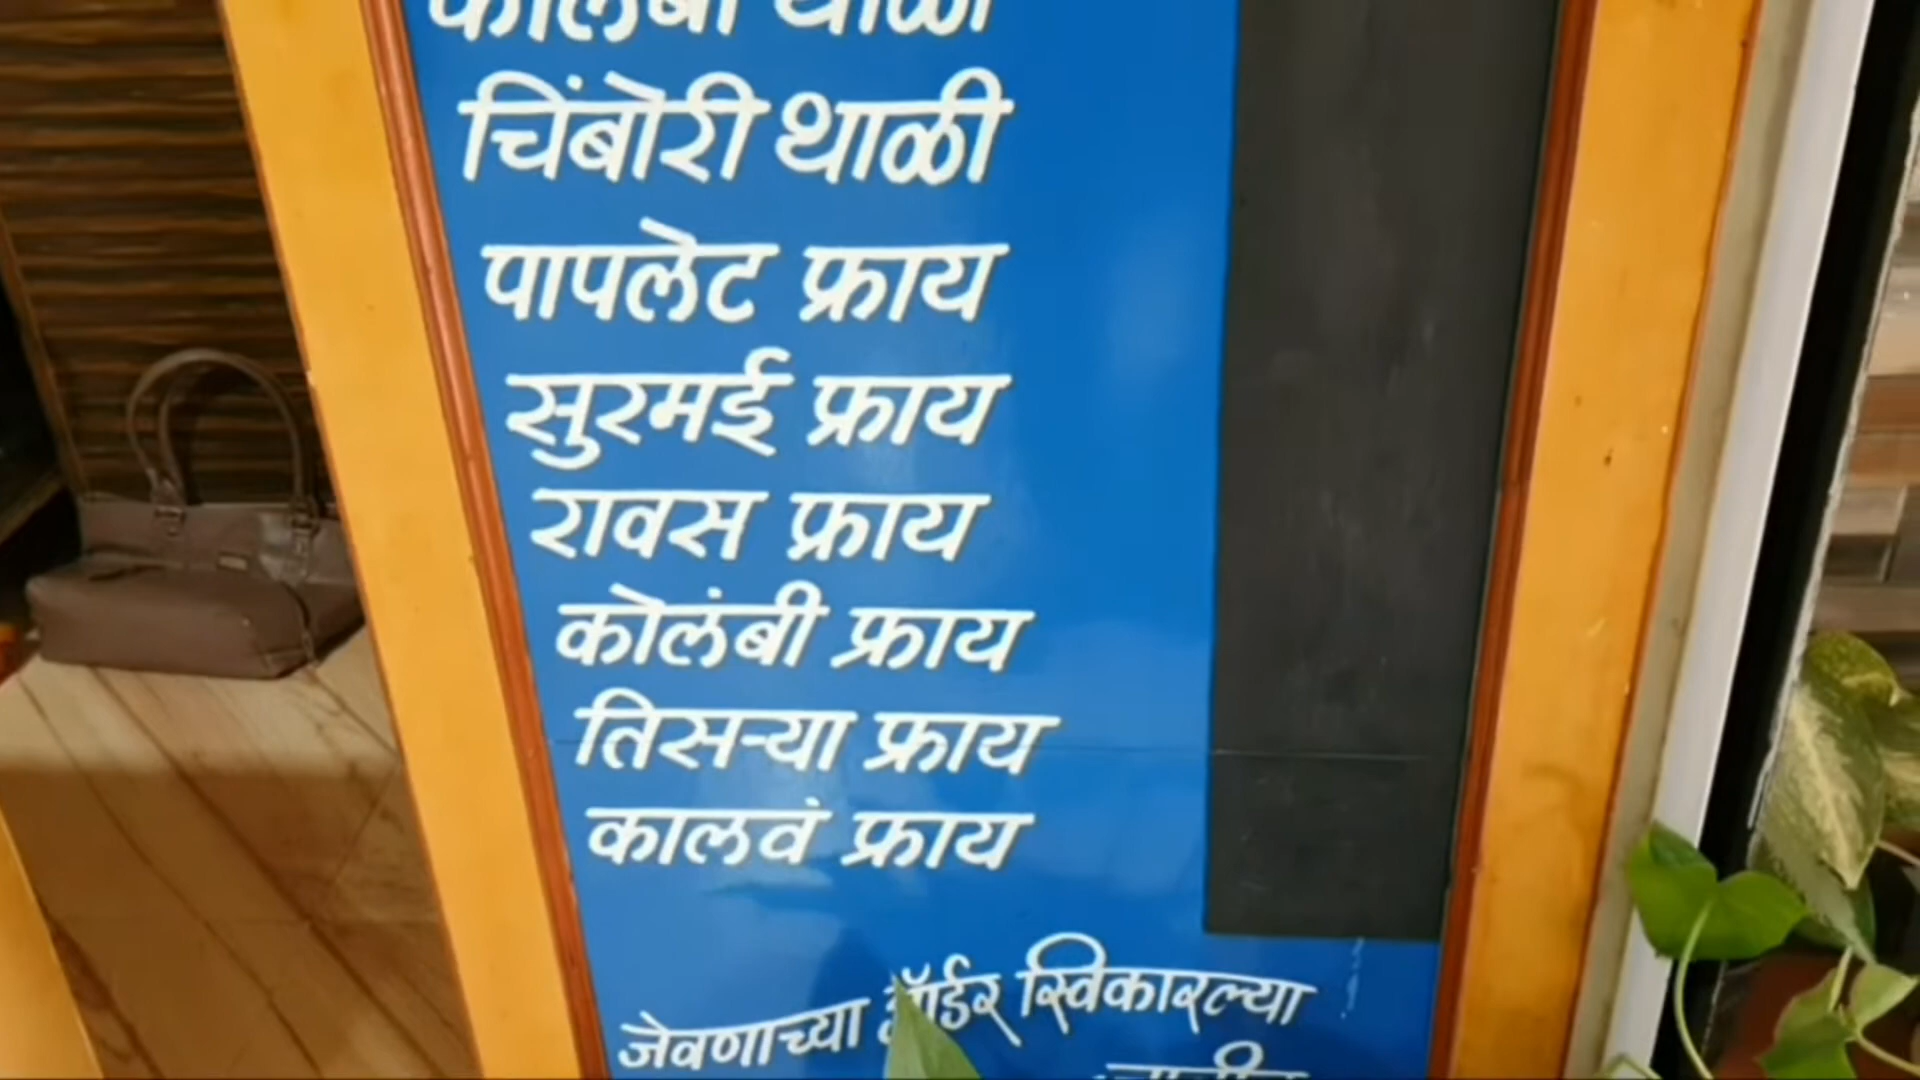 कोलंबी थाळी
चिंबोरी थाळी
पापलेट फ्राय
सुरमई फ्राय
रावस फ्राय
कोलंबी फ्राय
तिसऱ्या फ्राय
कालवं फ्राय
जेवणाच्या ऑर्डर स्विकारल्या